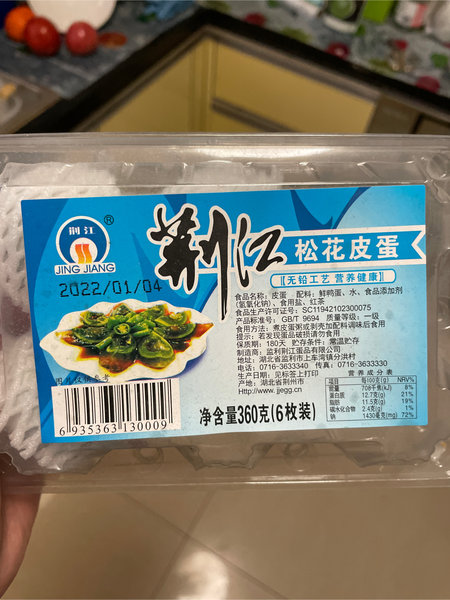 荆江
®
JING JIANG
荆江
松花皮蛋
【无铅工艺 营养健康】
2022/01/04
食品名称：皮蛋 配料：鲜鸭蛋、水、食品添加剂
（氢氧化钠）、食用盐、红茶
食品生产许可证号：SC11942102300075
产品标准号：GB/T 9694 质量等级：一级
食用方法：煮皮蛋粥或剥壳加配料调味后食用
提示：若发现蛋品破损请勿食用
保质期：180天 贮存条件：常温贮存
制造商：监利荆江蛋品有限公司
地址：湖北省监利市上车湾镇分洪村
电话：0716-3633340 传真：0716-3633330
生产日期：见标签上打印
产地：湖北省荆州市
Http://www.jjegg.cn
营养成分表
项目 每100克(g) NRV%
能量 708千焦(kJ) 8%
蛋白质 12.7克(g) 21%
脂肪 11.5克(g) 19%
碳水化合物 2.4克(g) 1%
钠 1430毫克(mg) 72%
6 935363 130009
净含量360克(6枚装)